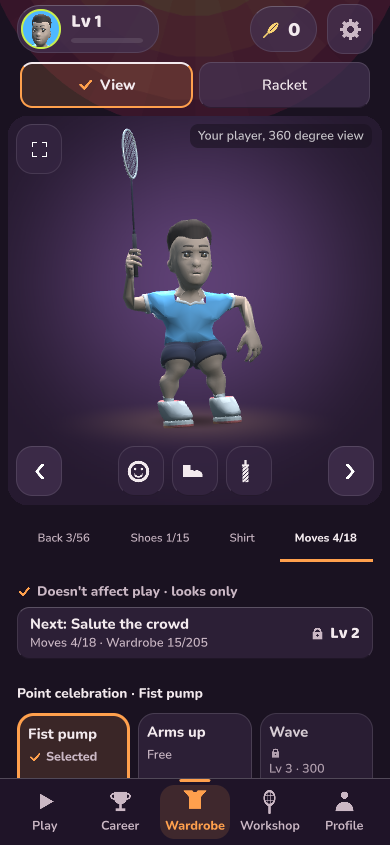 Lv 1
0
View
Racket
Your player, 360 degree view
Back 3/56
Shoes 1/15
Shirt
Moves 4/18
Doesn't affect play · looks only
Next: Salute the crowd
Moves 4/18 · Wardrobe 15/205
Lv 2
Point celebration · Fist pump
Fist pump
Selected
Arms up
Free
Wave
Lv 3 · 300
Play
Career
Wardrobe
Workshop
Profile